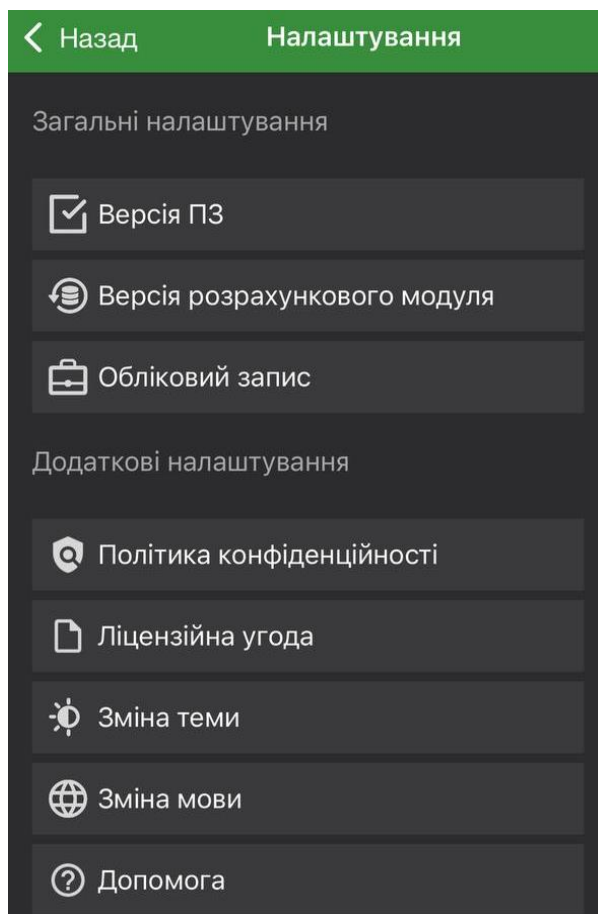 Назад
Налаштування
Загальні налаштування
Версія ПЗ
Версія розрахункового модуля
Обліковий запис
Додаткові налаштування
Політика конфіденційності
Ліцензійна угода
Зміна теми
Зміна мови
Допомога